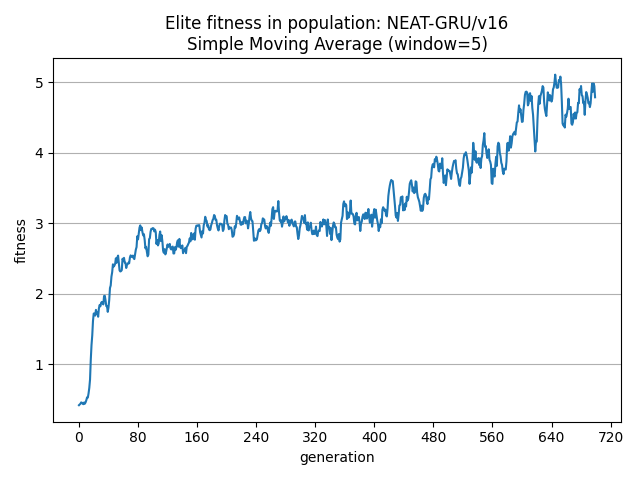 Elite fitness in population: NEAT-GRU/v16
Simple Moving Average (window=5)
fitness
5
4
3
2
1
0 80 160 240 320 400 480 560 640 720
generation